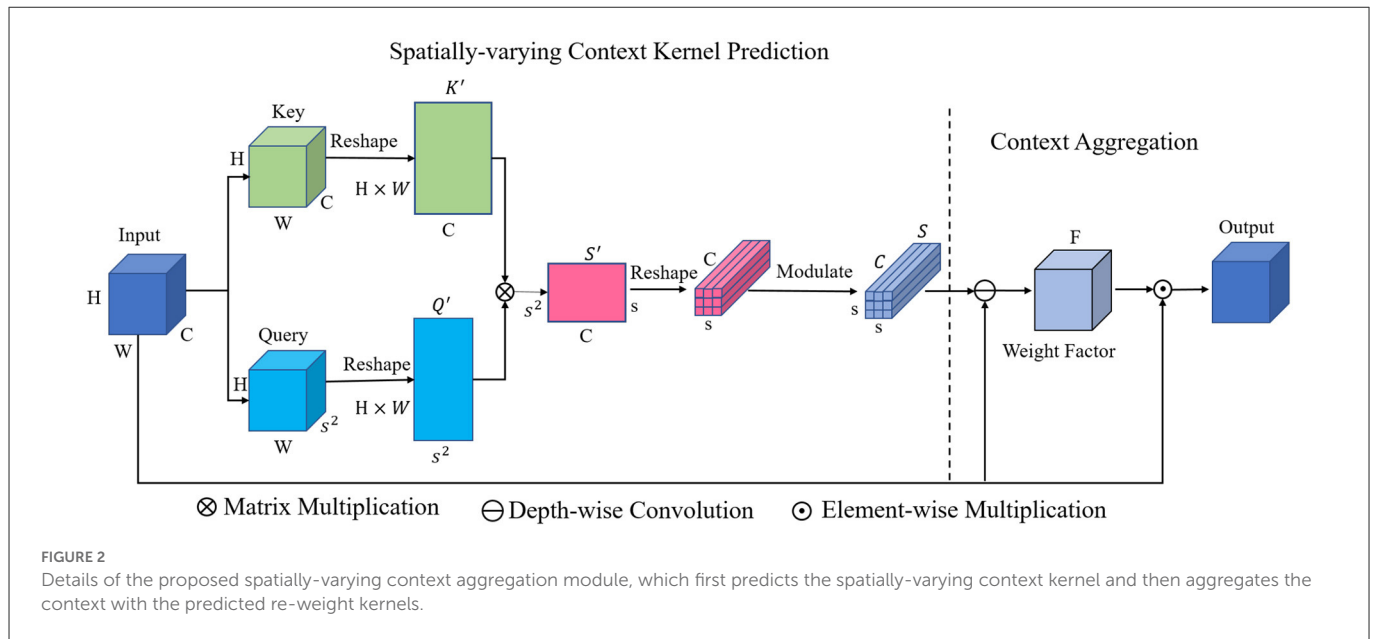 Spatially-varying Context Kernel Prediction
Context Aggregation
Input
H
W
C
Key
H
W
C
Reshape
H × W
K′
C
Query
H
W
s²
Reshape
H × W
Q′
s²
s²
S′
C
Reshape
s
C
s
Modulate
S
C
s
s
F
Weight Factor
Output
⊗ Matrix Multiplication ⊖ Depth-wise Convolution ⊙ Element-wise Multiplication
FIGURE 2
Details of the proposed spatially-varying context aggregation module, which first predicts the spatially-varying context kernel and then aggregates the
context with the predicted re-weight kernels.